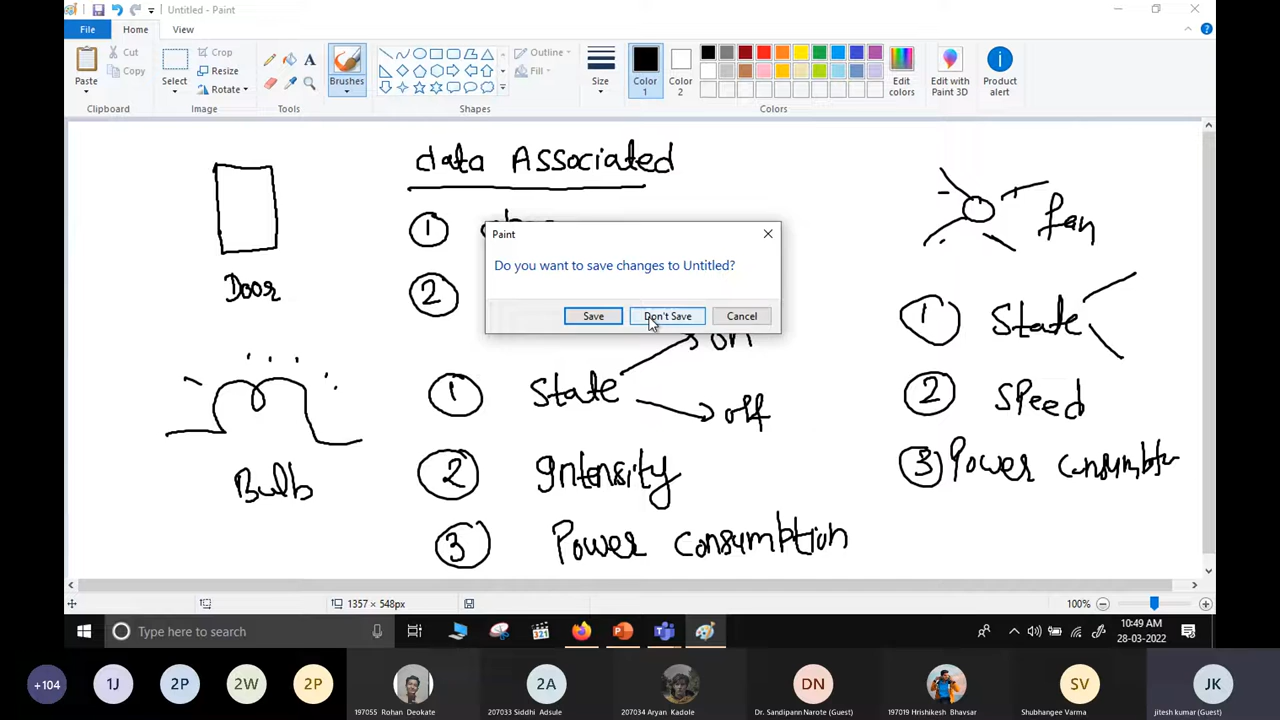 Untitled - Paint
File Home View
Cut
Copy
Paste
Crop
Resize
Rotate
Select
Brushes
Outline
Fill
Size
Color 1
Color 2
Edit colors
Edit with Paint 3D
Product alert
Clipboard Image Tools Shapes Colors
data Associated
1
2
Door
fan
Paint
Do you want to save changes to Untitled?
Save Don't Save Cancel
1 State
on
off
2 Intensity
3 Power consumption
Bulb
1 State
2 Speed
3 Power consumbt
1357 × 548px
100%
Type here to search
10:49 AM
28-03-2022
+104 1J 2P 2W 2P 2A DN SV JK
197055 Rohan Deokate
207033 Siddhi Adsule
207034 Aryan Kadole
Dr. Sandipann Narote (Guest)
197019 Hrishikesh Bhavsar
Shubhangee Varma
jitesh kumar (Guest)